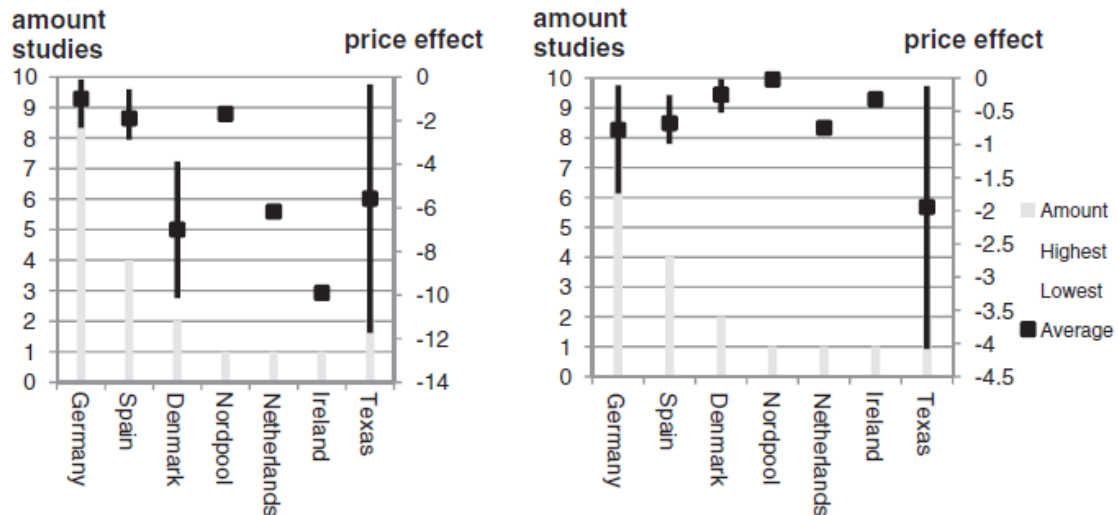 amount
studies
price effect
10
9
8
7
6
5
4
3
2
1
0
0
-2
-4
-6
-8
-10
-12
-14
Germany
Spain
Denmark
Nordpool
Netherlands
Ireland
Texas
amount
studies
price effect
10
9
8
7
6
5
4
3
2
1
0
0
-0.5
-1
-1.5
-2
-2.5
-3
-3.5
-4
-4.5
Germany
Spain
Denmark
Nordpool
Netherlands
Ireland
Texas
Amount
Highest
Lowest
Average